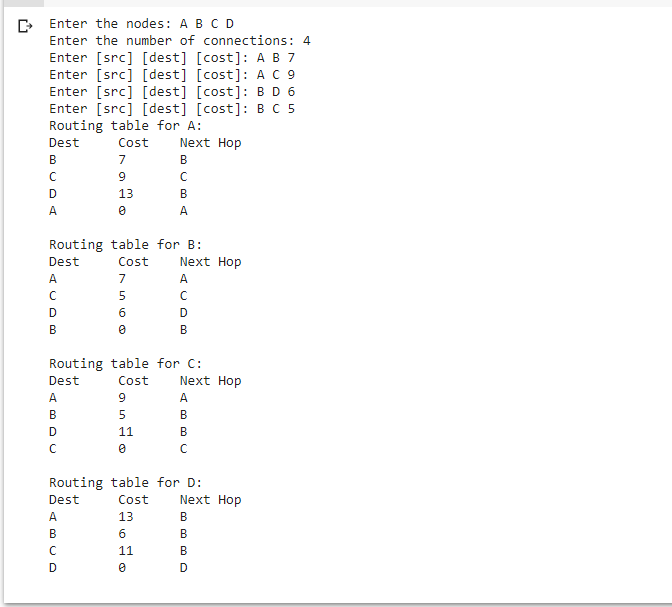 Enter the nodes: A B C D
Enter the number of connections: 4
Enter [src] [dest] [cost]: A B 7
Enter [src] [dest] [cost]: A C 9
Enter [src] [dest] [cost]: B D 6
Enter [src] [dest] [cost]: B C 5
Routing table for A:
Dest Cost Next Hop
B 7 B
C 9 C
D 13 B
A 0 A
Routing table for B:
Dest Cost Next Hop
A 7 A
C 5 C
D 6 D
B 0 B
Routing table for C:
Dest Cost Next Hop
A 9 A
B 5 B
D 11 B
C 0 C
Routing table for D:
Dest Cost Next Hop
A 13 B
B 6 B
C 11 B
D 0 D